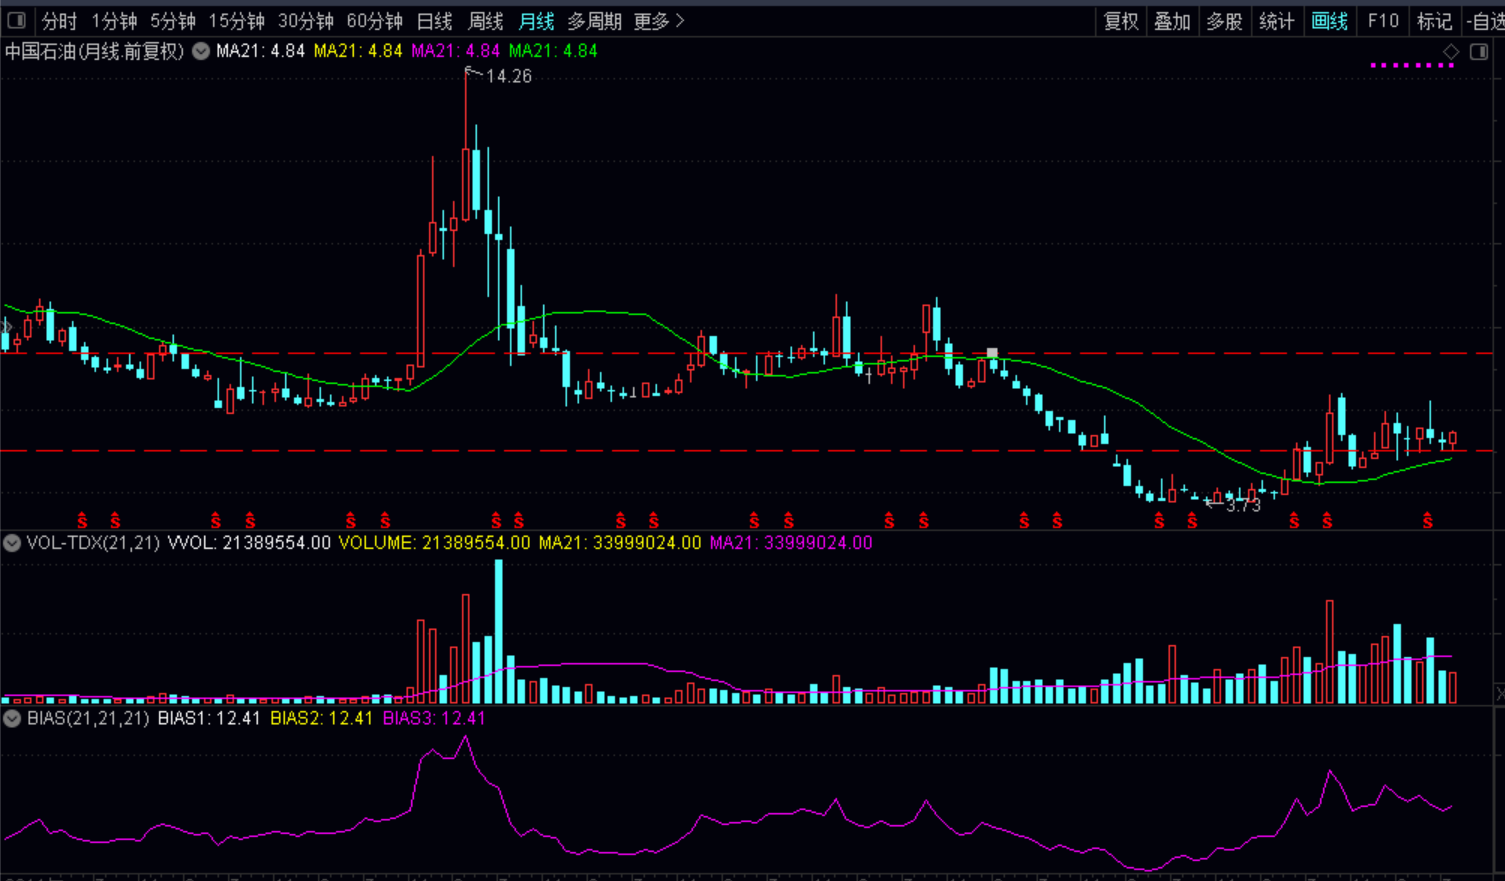 分时 1分钟 5分钟 15分钟 30分钟 60分钟 日线 周线 月线 多周期 更多 复权 叠加 多股 统计 画线 F10 标记 -自选
中国石油(月线.前复权) MA21: 4.84 MA21: 4.84 MA21: 4.84 MA21: 4.84
14.26
3.73
S S S S S S S S S S S S S S S S S S S S S
VOL-TDX(21,21) VVOL: 21389554.00 VOLUME: 21389554.00 MA21: 33999024.00 MA21: 33999024.00
BIAS(21,21,21) BIAS1: 12.41 BIAS2: 12.41 BIAS3: 12.41